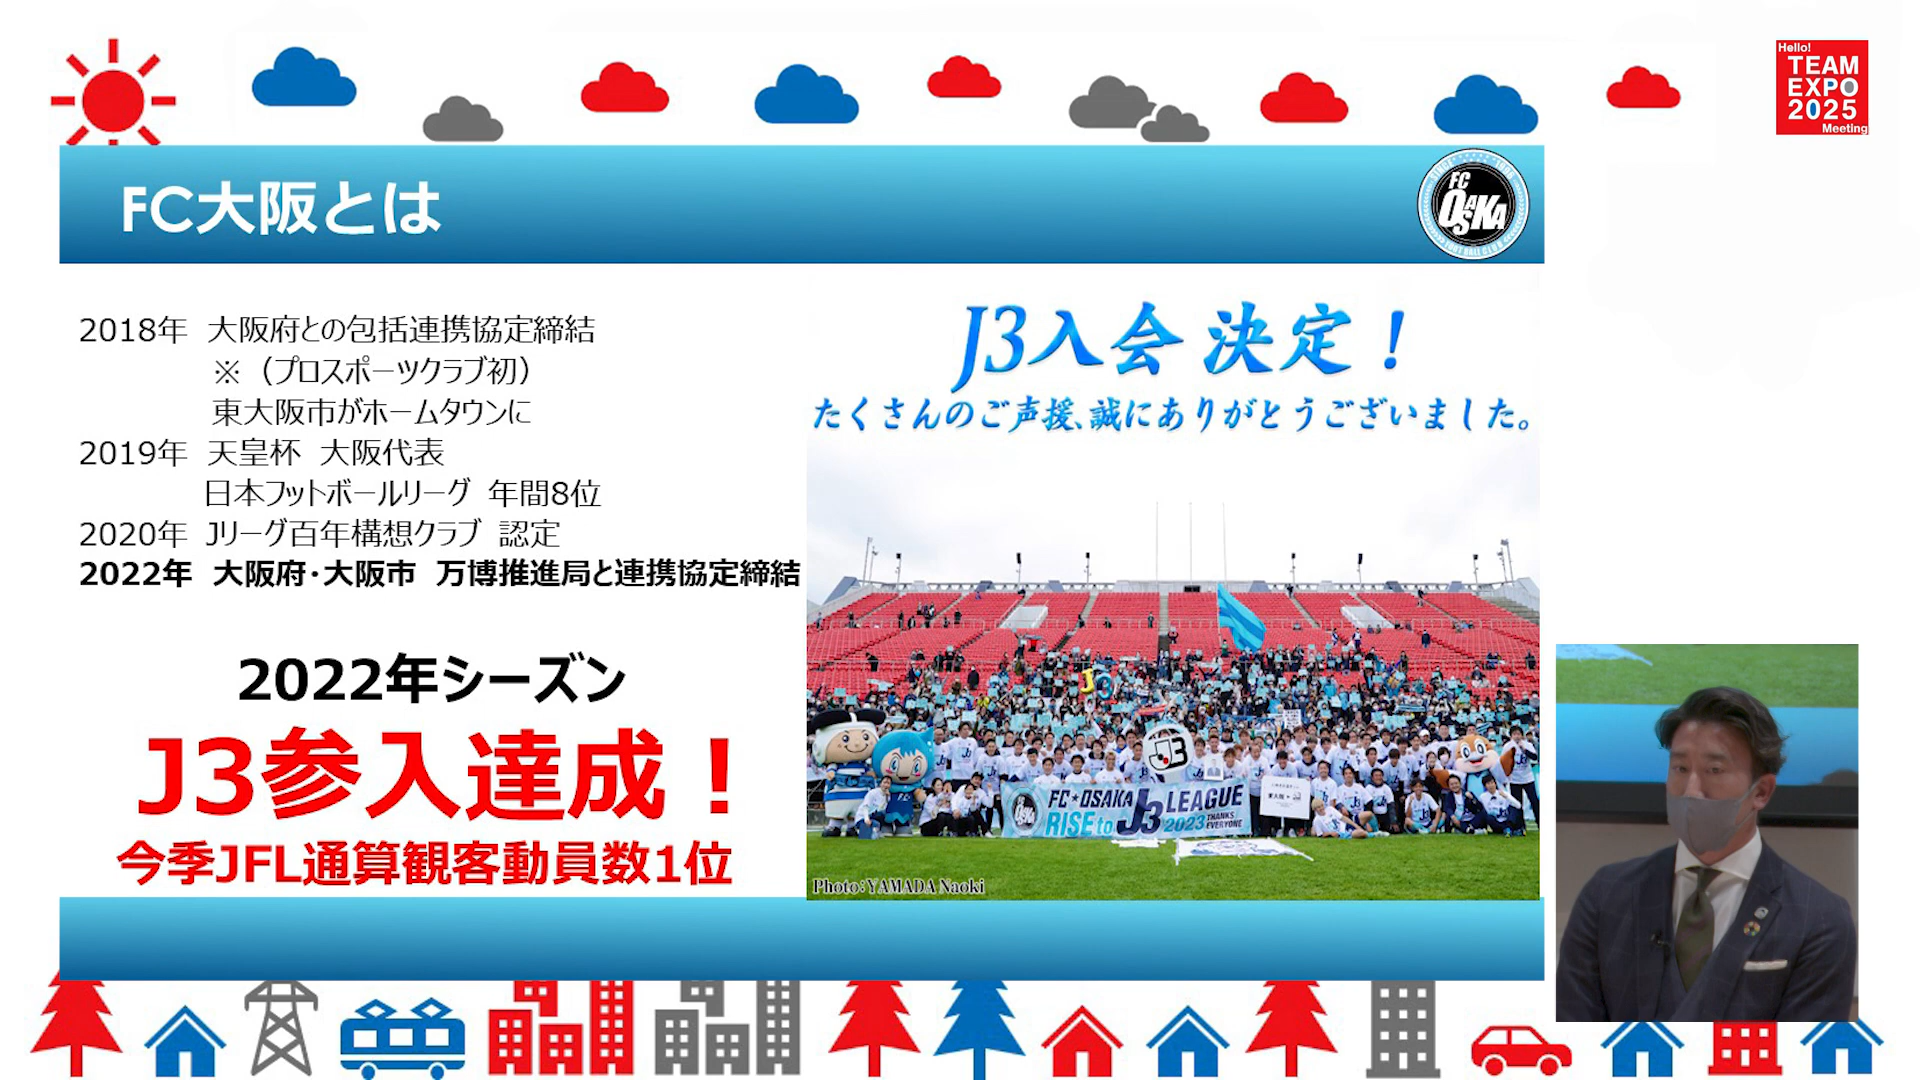 Hello!
TEAM
EXPO
2025
Meeting
FC大阪とは
FC
OSAKA
2018年 大阪府との包括連携協定締結
※（プロスポーツクラブ初）
東大阪市がホームタウンに
2019年 天皇杯 大阪代表
日本フットボールリーグ 年間8位
2020年 Jリーグ百年構想クラブ 認定
2022年 大阪府・大阪市 万博推進局と連携協定締結
2022年シーズン
J3参入達成！
今季JFL通算観客動員数1位
J3入会 決定！
たくさんのご声援、誠にありがとうございました。
J3
FC★OSAKA
RISE to J3 LEAGUE
2023 THANKS EVERYONE
Photo:YAMADA Naoki